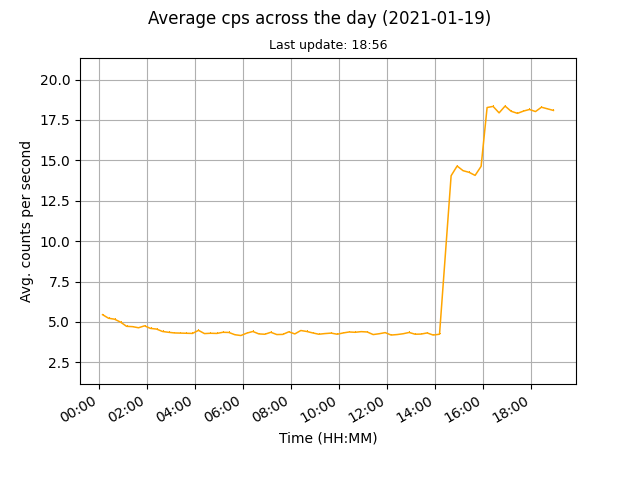 Average cps across the day (2021-01-19)
Last update: 18:56
20.0
17.5
15.0
12.5
10.0
7.5
5.0
2.5
Avg. counts per second
00:00 02:00 04:00 06:00 08:00 10:00 12:00 14:00 16:00 18:00
Time (HH:MM)